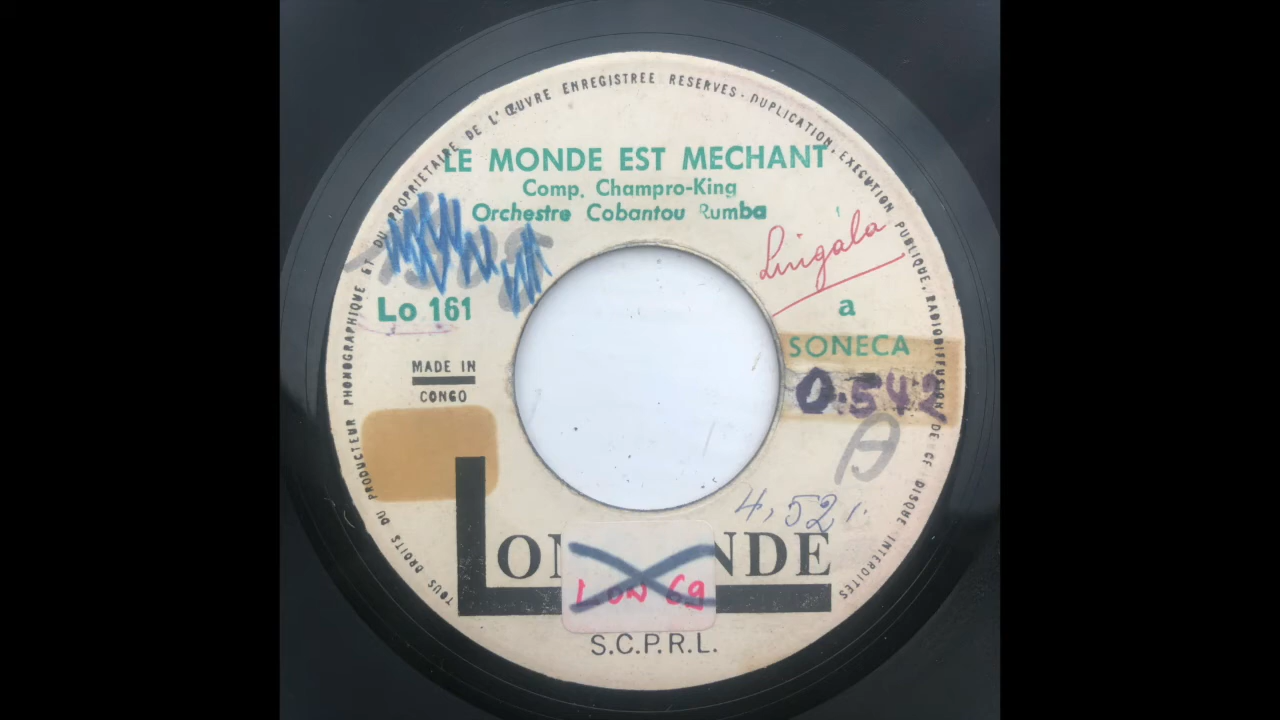 TOUS DROITS DU PRODUCTEUR PHONOGRAPHIQUE ET DU PROPRIETAIRE DE L'ŒUVRE ENREGISTREE RESERVES - DUPLICATION, EXECUTION PUBLIQUE, RADIODIFFUSION DE CE DISQUE INTERDITES
LE MONDE EST MECHANT
Comp. Champro-King
Orchestre Cobantou Rumba
Lingala
Lo 161
a
SONECA
MADE IN
CONGO
0.542
A
4,52
LON 69
S.C.P.R.L.